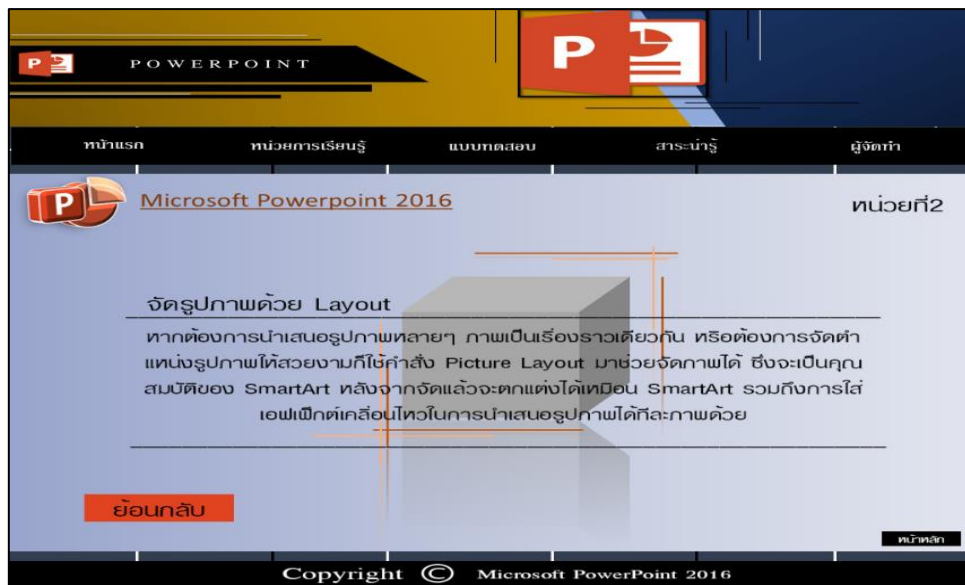 P POWERPOINT
P
หน้าแรก หน่วยการเรียนรู้ แบบทดสอบ สาระน่ารู้ ผู้จัดทำ
P Microsoft Powerpoint 2016 หน่วยที่2
จัดรูปภาพด้วย Layout
หากต้องการนำเสนอรูปภาพหลายๆ ภาพเป็นเรื่องราวเดียวกัน หรือต้องการจัดตำ
แหน่งรูปภาพให้สวยงามก็ใช้คำสั่ง Picture Layout มาช่วยจัดภาพได้ ซึ่งจะเป็นคุณ
สมบัติของ SmartArt หลังจากจัดแล้วจะตกแต่งได้เหมือน SmartArt รวมถึงการใส่
เอฟเฟ็กต์เคลื่อนไหวในการนำเสนอรูปภาพได้ทีละภาพด้วย
ย้อนกลับ
หน้าหลัก
Copyright © Microsoft PowerPoint 2016